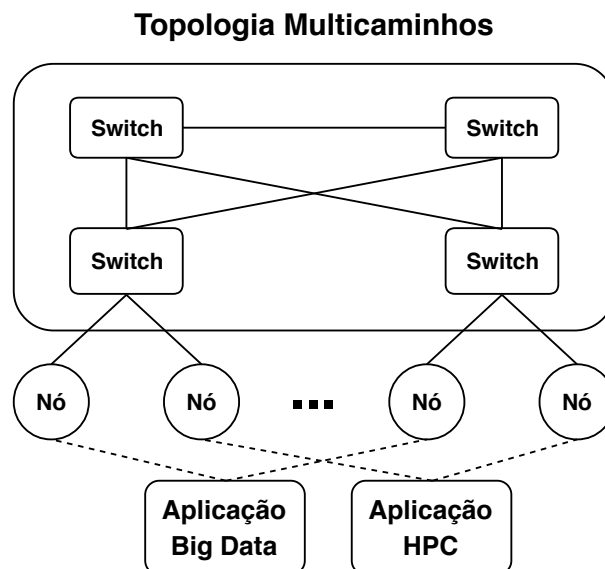 Topologia Multicaminhos
Switch
Switch
Switch
Switch
Nó
Nó
Nó
Nó
Aplicação
Big Data
Aplicação
HPC